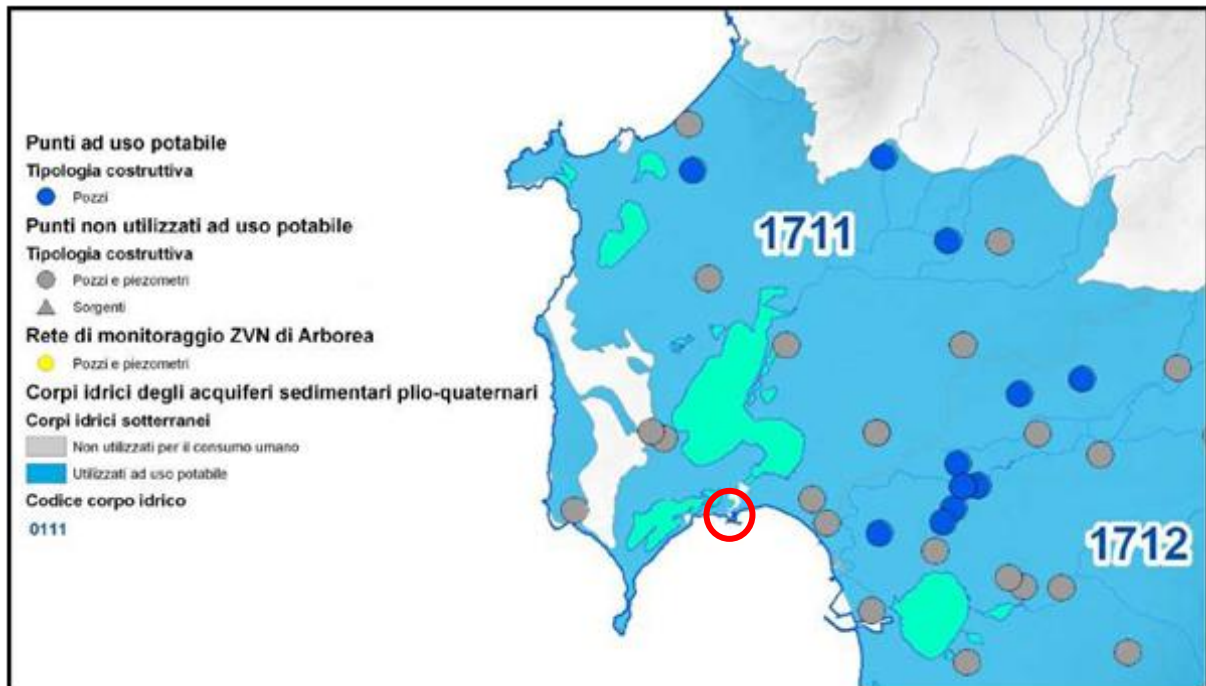 Punti ad uso potabile
Tipologia costruttiva
Pozzi
Punti non utilizzati ad uso potabile
Tipologia costruttiva
Pozzi e piezometri
Sorgenti
Rete di monitoraggio ZVN di Arborea
Pozzi e piezometri
Corpi idrici degli acquiferi sedimentari plio-quaternari
Corpi idrici sotterranei
Non utilizzati per il consumo umano
Utilizzati ad uso potabile
Codice corpo idrico
0111
1711
1712